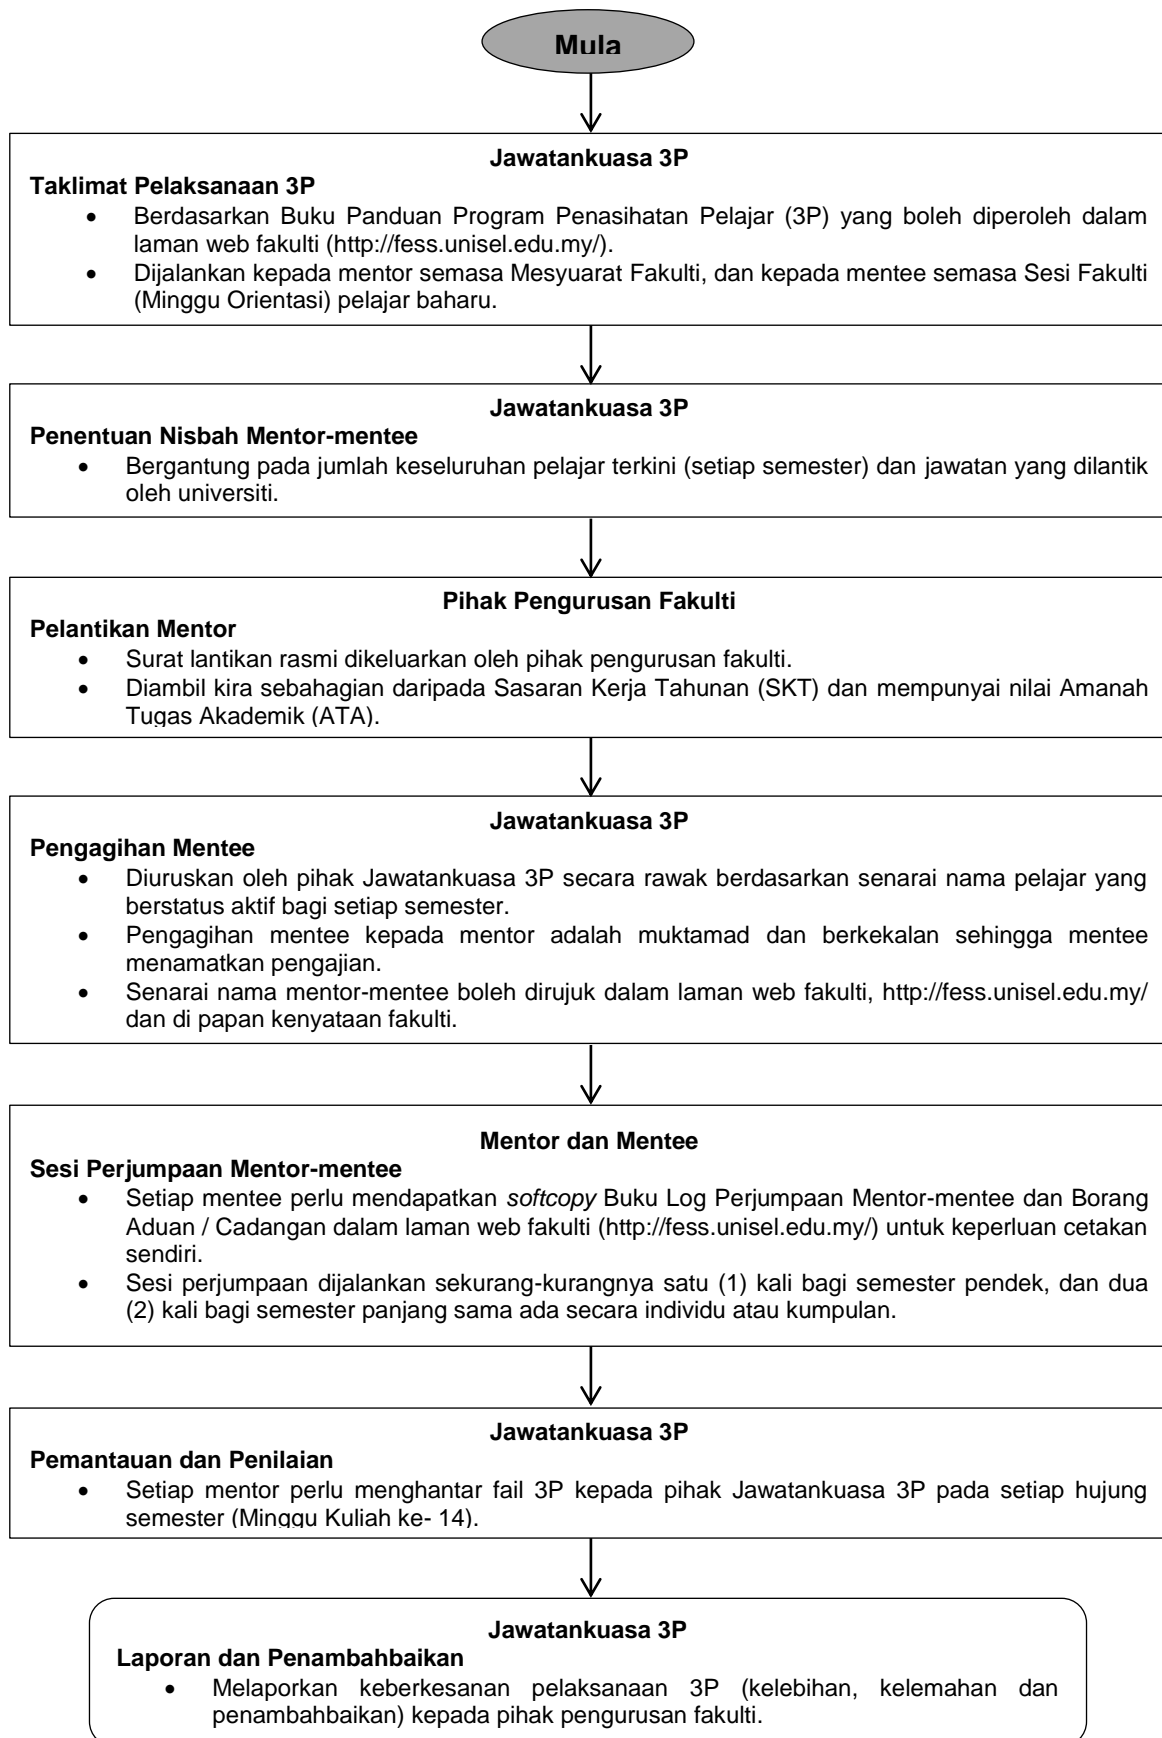 Mula
Jawatankuasa 3P
Taklimat Pelaksanaan 3P
• Berdasarkan Buku Panduan Program Penasihatan Pelajar (3P) yang boleh diperoleh dalam
laman web fakulti (http://fess.unisel.edu.my/).
• Dijalankan kepada mentor semasa Mesyuarat Fakulti, dan kepada mentee semasa Sesi Fakulti
(Minggu Orientasi) pelajar baharu.
Jawatankuasa 3P
Penentuan Nisbah Mentor-mentee
• Bergantung pada jumlah keseluruhan pelajar terkini (setiap semester) dan jawatan yang dilantik
oleh universiti.
Pihak Pengurusan Fakulti
Pelantikan Mentor
• Surat lantikan rasmi dikeluarkan oleh pihak pengurusan fakulti.
• Diambil kira sebahagian daripada Sasaran Kerja Tahunan (SKT) dan mempunyai nilai Amanah
Tugas Akademik (ATA).
Jawatankuasa 3P
Pengagihan Mentee
• Diuruskan oleh pihak Jawatankuasa 3P secara rawak berdasarkan senarai nama pelajar yang
berstatus aktif bagi setiap semester.
• Pengagihan mentee kepada mentor adalah muktamad dan berkekalan sehingga mentee
menamatkan pengajian.
• Senarai nama mentor-mentee boleh dirujuk dalam laman web fakulti, http://fess.unisel.edu.my/
dan di papan kenyataan fakulti.
Mentor dan Mentee
Sesi Perjumpaan Mentor-mentee
• Setiap mentee perlu mendapatkan softcopy Buku Log Perjumpaan Mentor-mentee dan Borang
Aduan / Cadangan dalam laman web fakulti (http://fess.unisel.edu.my/) untuk keperluan cetakan
sendiri.
• Sesi perjumpaan dijalankan sekurang-kurangnya satu (1) kali bagi semester pendek, dan dua
(2) kali bagi semester panjang sama ada secara individu atau kumpulan.
Jawatankuasa 3P
Pemantauan dan Penilaian
• Setiap mentor perlu menghantar fail 3P kepada pihak Jawatankuasa 3P pada setiap hujung
semester (Minggu Kuliah ke- 14).
Jawatankuasa 3P
Laporan dan Penambahbaikan
• Melaporkan keberkesanan pelaksanaan 3P (kelebihan, kelemahan dan
penambahbaikan) kepada pihak pengurusan fakulti.